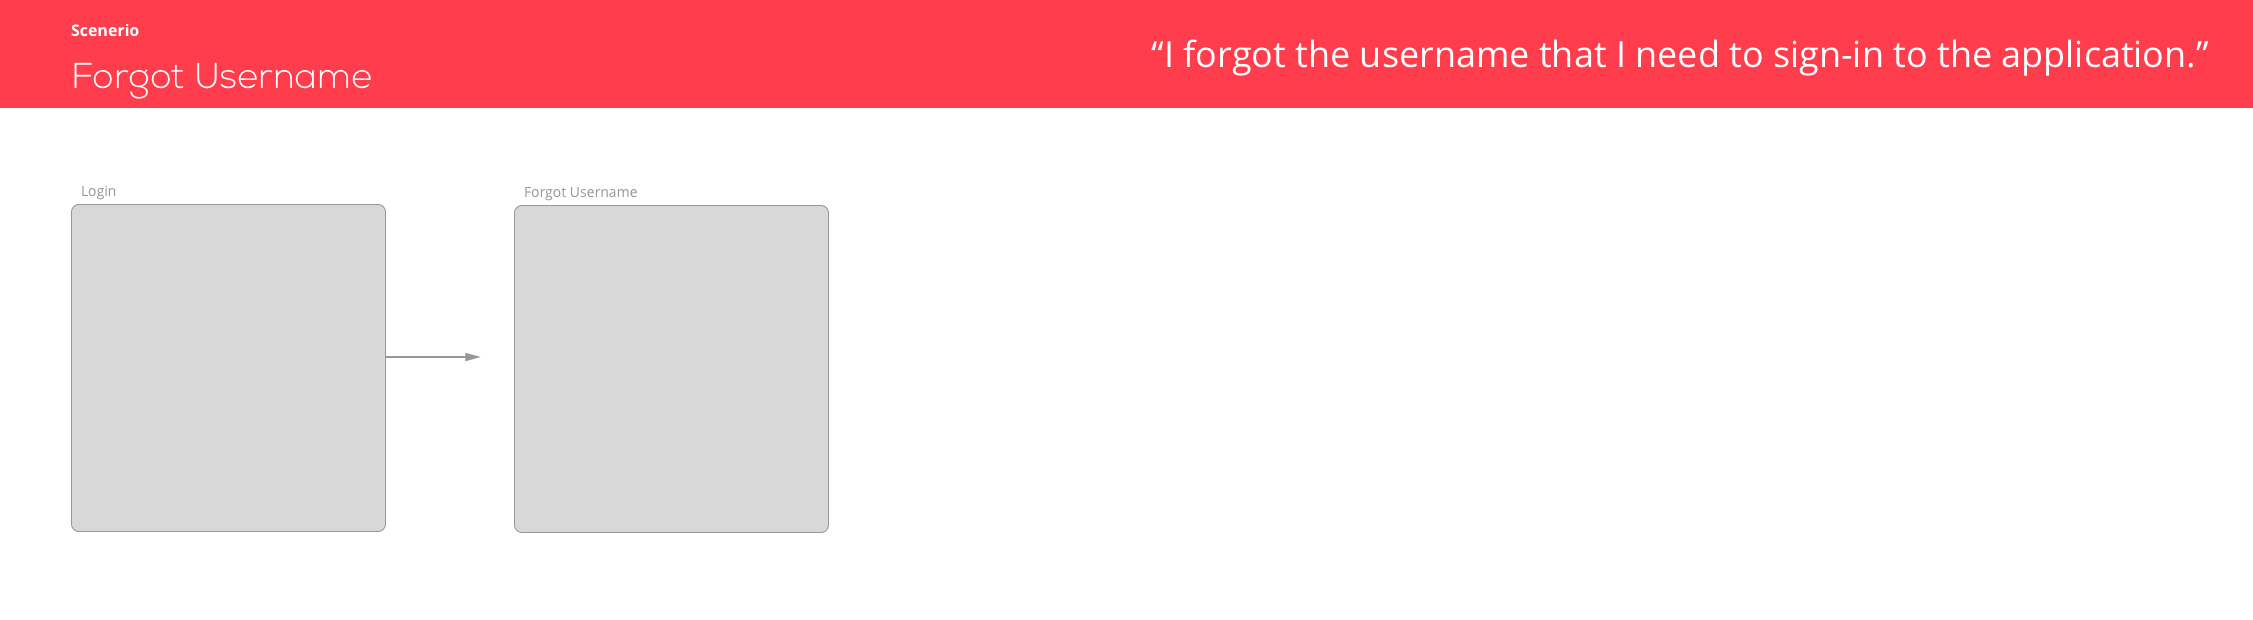 Scenerio
Forgot Username
“I forgot the username that I need to sign-in to the application.”
Login
Forgot Username